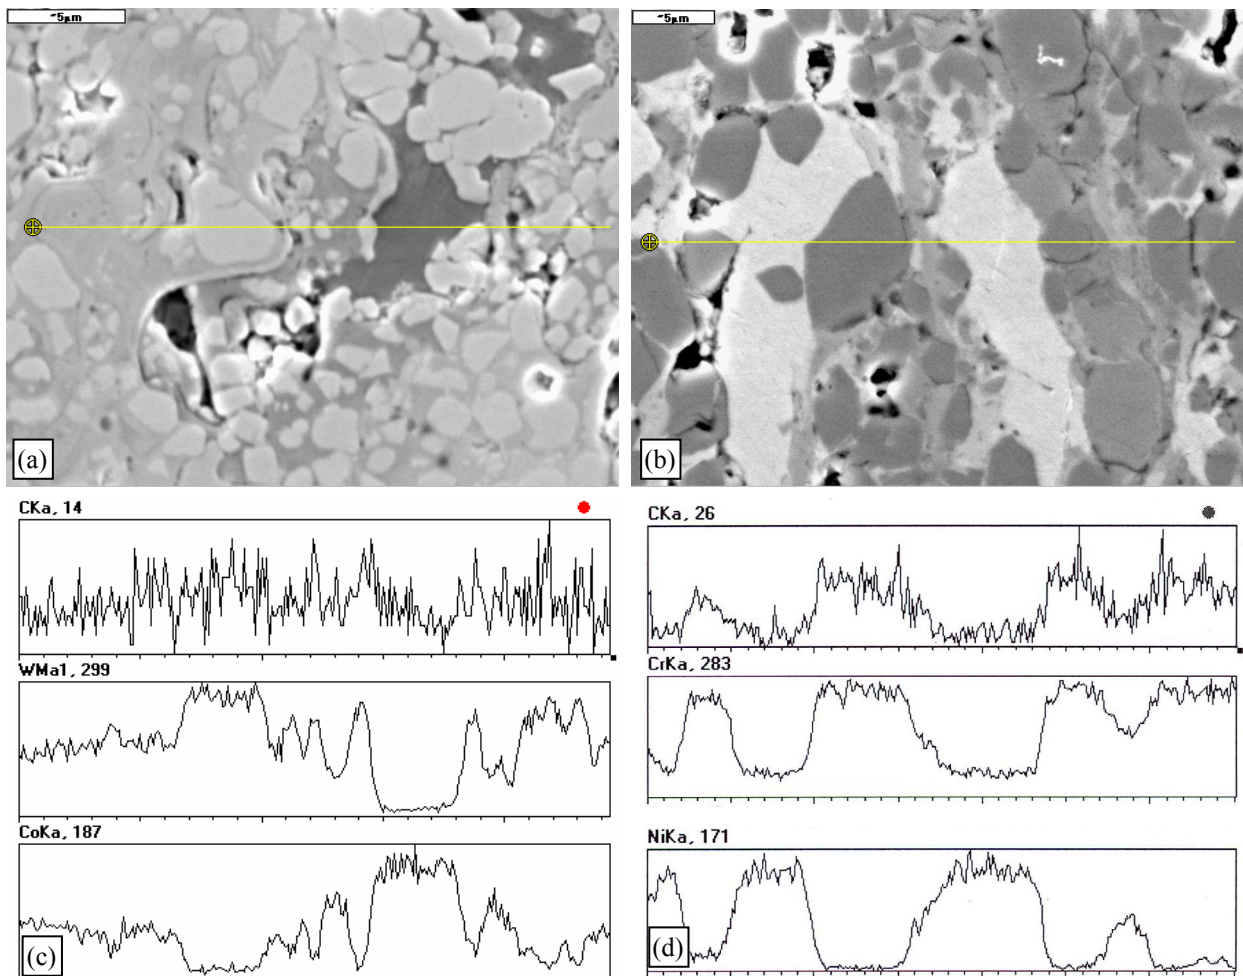 ~5µm
~5µm
(a)
(b)
CKa, 14
CKa, 26
WMa1, 299
CrKa, 283
CoKa, 187
NiKa, 171
(c)
(d)